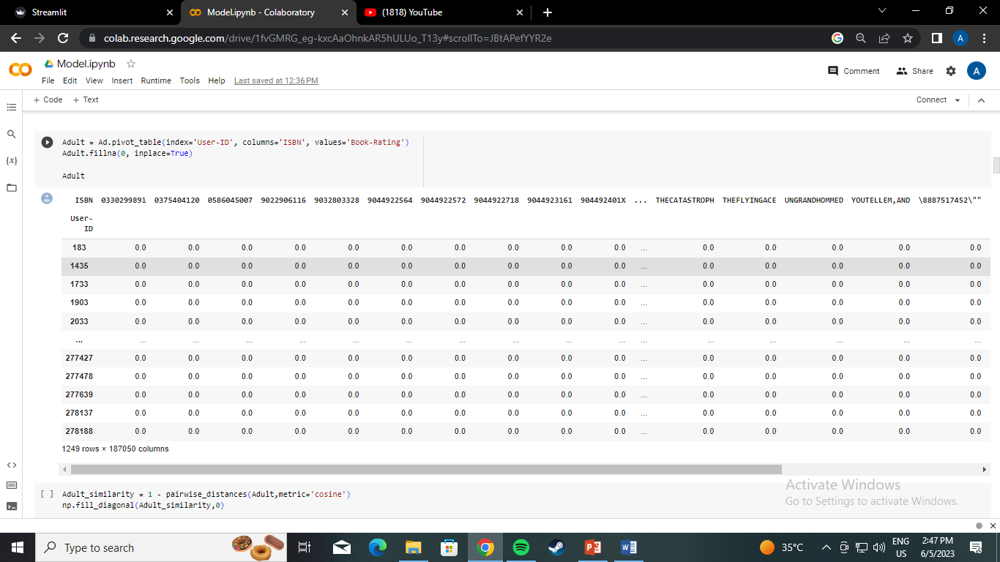 Streamlit
Model.ipynb - Colaboratory
(1818) YouTube
colab.research.google.com/drive/1fvGMRG_eg-kxcAaOhnkAR5hULUo_T13y#scrollTo=JBtAPefYYR2e
A
Model.ipynb
File Edit View Insert Runtime Tools Help Last saved at 12:36 PM
Comment Share A
+ Code + Text
Connect
{x}
Adult = Ad.pivot_table(index='User-ID', columns='ISBN', values='Book-Rating')
Adult.fillna(0, inplace=True)
Adult
ISBN 0330299891 0375404120 0586045007 9022906116 9032803328 9044922564 9044922572 9044922718 9044923161 904492401X ... THECATASTROPH THEFLYINGACE UNGRANDHOMMED YOUTELLEM,AND \8887517452\""
User-
ID
183 0.0 0.0 0.0 0.0 0.0 0.0 0.0 0.0 0.0 0.0 ... 0.0 0.0 0.0 0.0 0.0
1435 0.0 0.0 0.0 0.0 0.0 0.0 0.0 0.0 0.0 0.0 ... 0.0 0.0 0.0 0.0 0.0
1733 0.0 0.0 0.0 0.0 0.0 0.0 0.0 0.0 0.0 0.0 ... 0.0 0.0 0.0 0.0 0.0
1903 0.0 0.0 0.0 0.0 0.0 0.0 0.0 0.0 0.0 0.0 ... 0.0 0.0 0.0 0.0 0.0
2033 0.0 0.0 0.0 0.0 0.0 0.0 0.0 0.0 0.0 0.0 ... 0.0 0.0 0.0 0.0 0.0
... ... ... ... ... ... ... ... ... ... ... ... ... ... ... ... ...
277427 0.0 0.0 0.0 0.0 0.0 0.0 0.0 0.0 0.0 0.0 ... 0.0 0.0 0.0 0.0 0.0
277478 0.0 0.0 0.0 0.0 0.0 0.0 0.0 0.0 0.0 0.0 ... 0.0 0.0 0.0 0.0 0.0
277639 0.0 0.0 0.0 0.0 0.0 0.0 0.0 0.0 0.0 0.0 ... 0.0 0.0 0.0 0.0 0.0
278137 0.0 0.0 0.0 0.0 0.0 0.0 0.0 0.0 0.0 0.0 ... 0.0 0.0 0.0 0.0 0.0
278188 0.0 0.0 0.0 0.0 0.0 0.0 0.0 0.0 0.0 0.0 ... 0.0 0.0 0.0 0.0 0.0
1249 rows × 187050 columns
[ ] Adult_similarity = 1 - pairwise_distances(Adult,metric='cosine')
np.fill_diagonal(Adult_similarity,0)
Activate Windows
Go to Settings to activate Windows.
Type to search
35°C
ENG
US
2:47 PM
6/5/2023